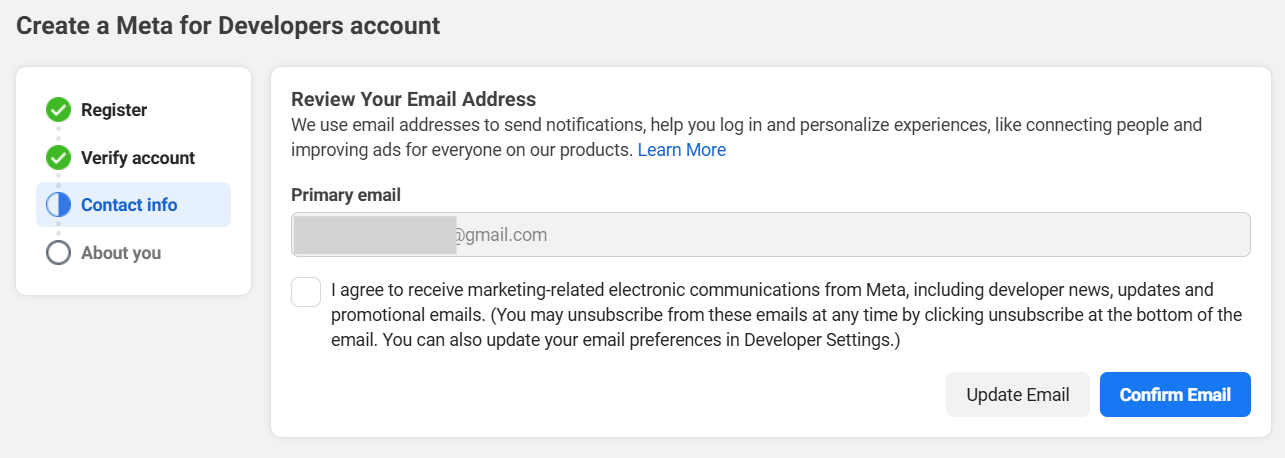 Create a Meta for Developers account
Register
Verify account
Contact info
About you
Review Your Email Address
We use email addresses to send notifications, help you log in and personalize experiences, like connecting people and
improving ads for everyone on our products. Learn More
Primary email
@gmail.com
I agree to receive marketing-related electronic communications from Meta, including developer news, updates and
promotional emails. (You may unsubscribe from these emails at any time by clicking unsubscribe at the bottom of the
email. You can also update your email preferences in Developer Settings.)
Update Email
Confirm Email